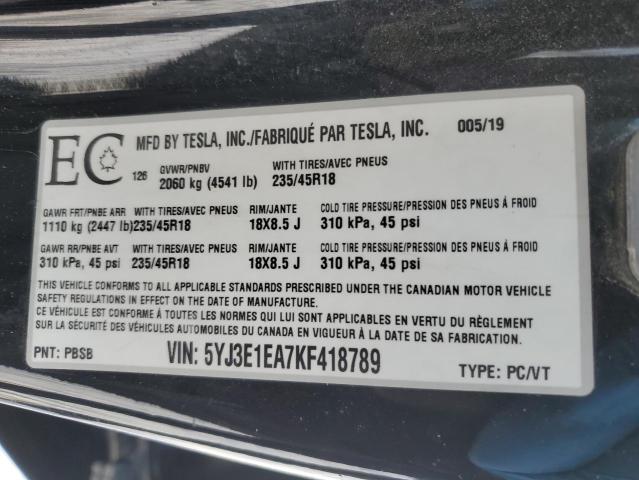 EC
MFD BY TESLA, INC./FABRIQUÉ PAR TESLA, INC. 005/19
126
GVWR/PNBV WITH TIRES/AVEC PNEUS
2060 kg (4541 lb) 235/45R18
GAWR FRT/PNBE ARR WITH TIRES/AVEC PNEUS RIM/JANTE COLD TIRE PRESSURE/PRESSION DES PNEUS À FROID
1110 kg (2447 lb) 235/45R18 18X8.5 J 310 kPa, 45 psi
GAWR RR/PNBE AVT WITH TIRES/AVEC PNEUS RIM/JANTE COLD TIRE PRESSURE/PRESSION DES PNEUS À FROID
310 kPa, 45 psi 235/45R18 18X8.5 J 310 kPa, 45 psi
THIS VEHICLE CONFORMS TO ALL APPLICABLE STANDARDS PRESCRIBED UNDER THE CANADIAN MOTOR VEHICLE
SAFETY REGULATIONS IN EFFECT ON THE DATE OF MANUFACTURE.
CE VÉHICULE EST CONFORME À TOUTES LES NORMES QUI LUI SONT APPLICABLES EN VERTU DU RÈGLEMENT
SUR LA SÉCURITÉ DES VÉHICULES AUTOMOBILES DU CANADA EN VIGUEUR À LA DATE DE SA FABRICATION.
PNT: PBSB VIN: 5YJ3E1EA7KF418789 TYPE: PC/VT